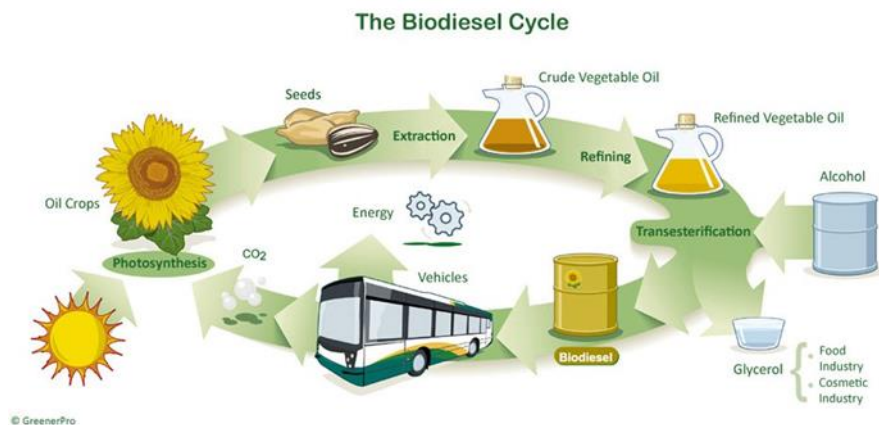 The Biodiesel Cycle
Crude Vegetable Oil
Seeds
Extraction
Refined Vegetable Oil
Refining
Alcohol
Oil Crops
Energy
Transesterification
Photosynthesis
CO2
Vehicles
Biodiesel
Glycerol
· Food
Industry
· Cosmetic
Industry
© GreenerPro